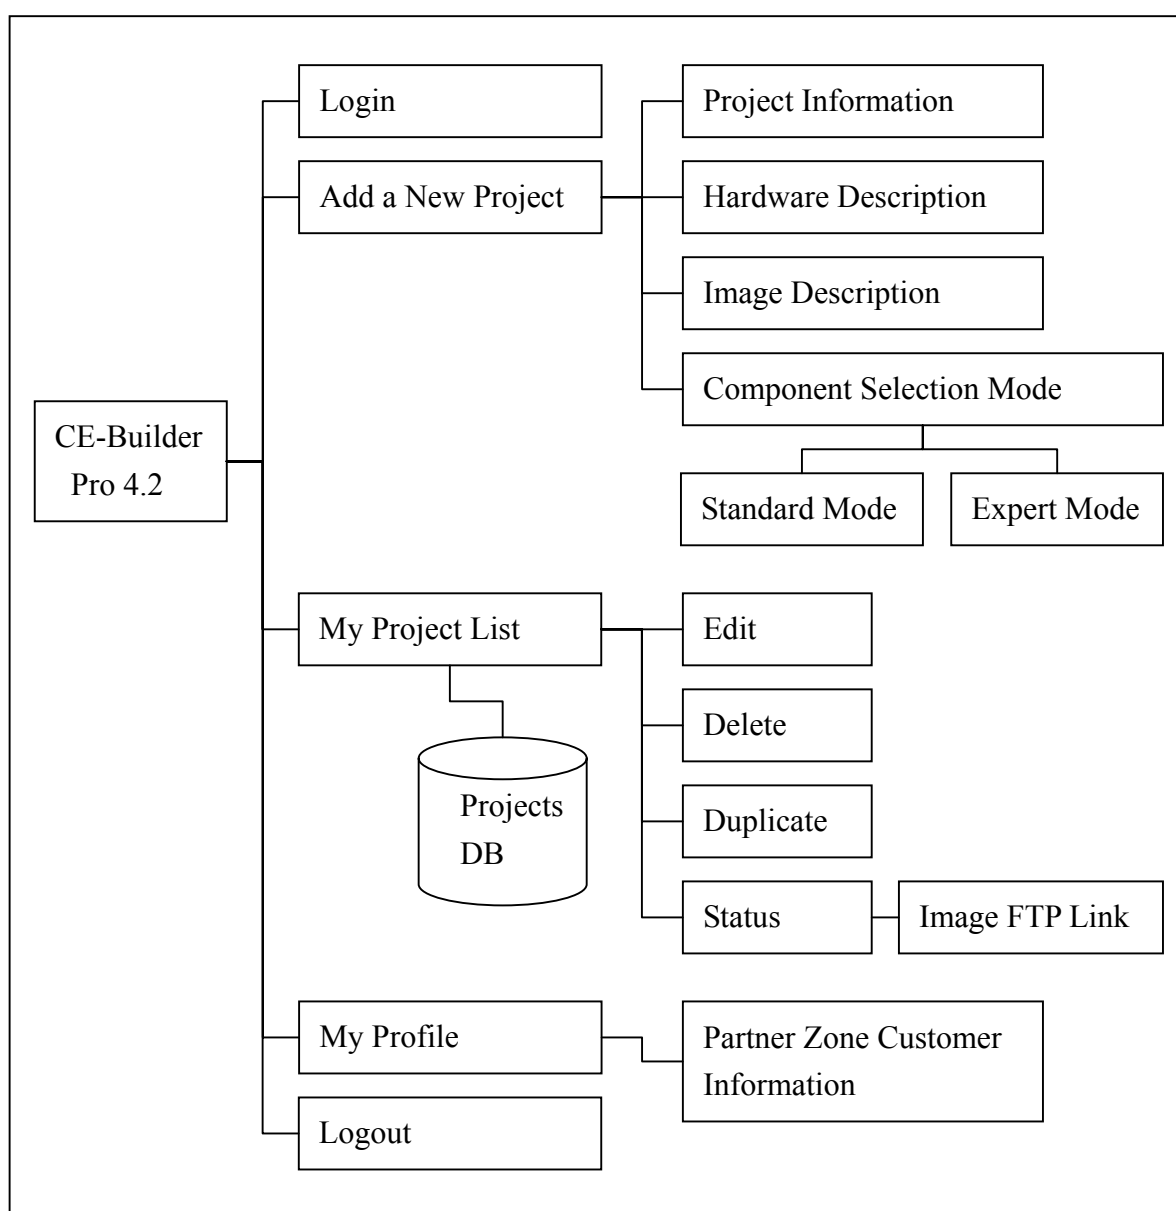 Login
Project Information
Add a New Project
Hardware Description
Image Description
Component Selection Mode
CE-Builder
Pro 4.2
Standard Mode
Expert Mode
My Project List
Edit
Delete
Projects
DB
Duplicate
Status
Image FTP Link
My Profile
Partner Zone Customer
Information
Logout